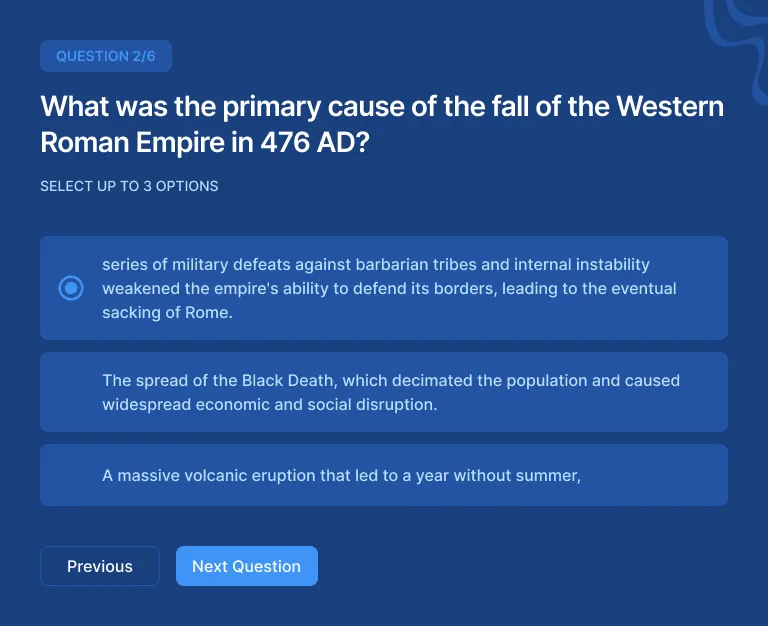 QUESTION 2/6
What was the primary cause of the fall of the Western
Roman Empire in 476 AD?
SELECT UP TO 3 OPTIONS
series of military defeats against barbarian tribes and internal instability
weakened the empire's ability to defend its borders, leading to the eventual
sacking of Rome.
The spread of the Black Death, which decimated the population and caused
widespread economic and social disruption.
A massive volcanic eruption that led to a year without summer,
Previous
Next Question